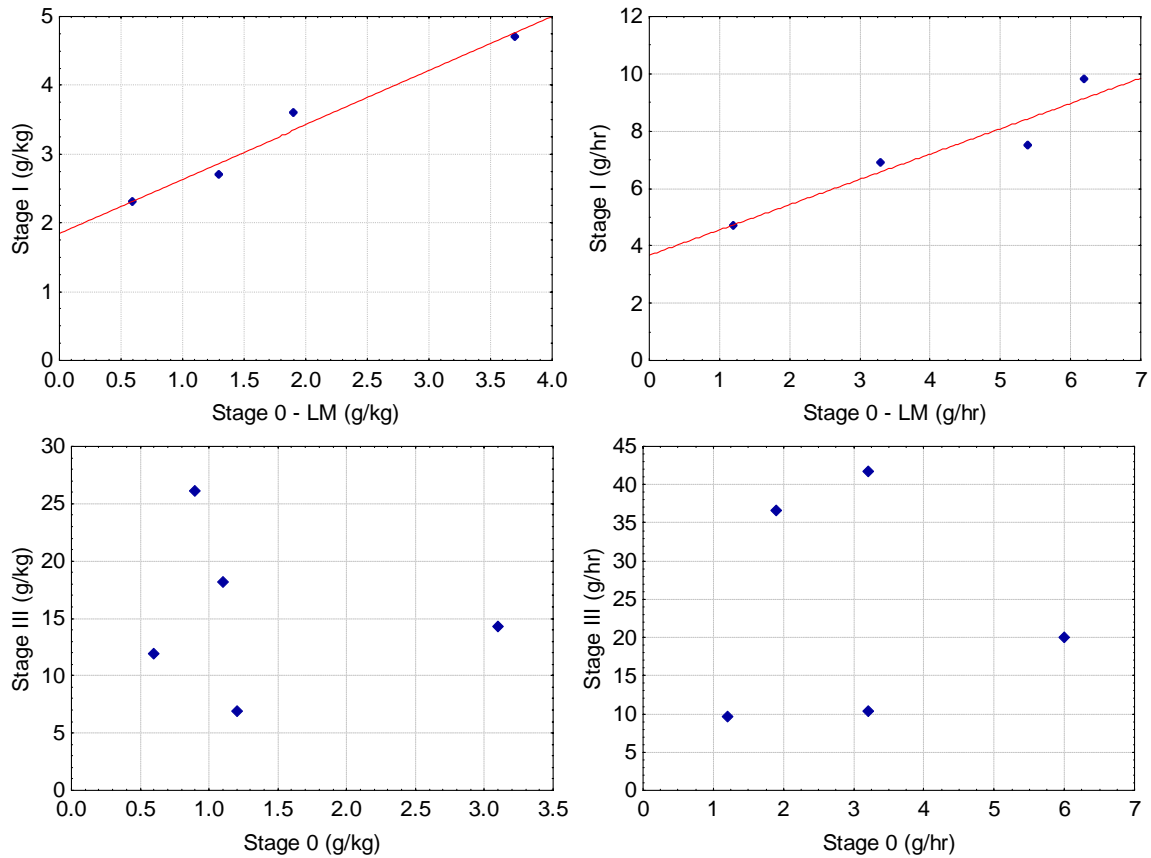 5
4
3
2
1
0
Stage I (g/kg)
0.0 0.5 1.0 1.5 2.0 2.5 3.0 3.5 4.0
Stage 0 - LM (g/kg)
12
10
8
6
4
2
0
Stage I (g/hr)
0 1 2 3 4 5 6 7
Stage 0 - LM (g/hr)
30
25
20
15
10
5
0
Stage III (g/kg)
0.0 0.5 1.0 1.5 2.0 2.5 3.0 3.5
Stage 0 (g/kg)
45
40
35
30
25
20
15
10
5
0
Stage III (g/hr)
0 1 2 3 4 5 6 7
Stage 0 (g/hr)